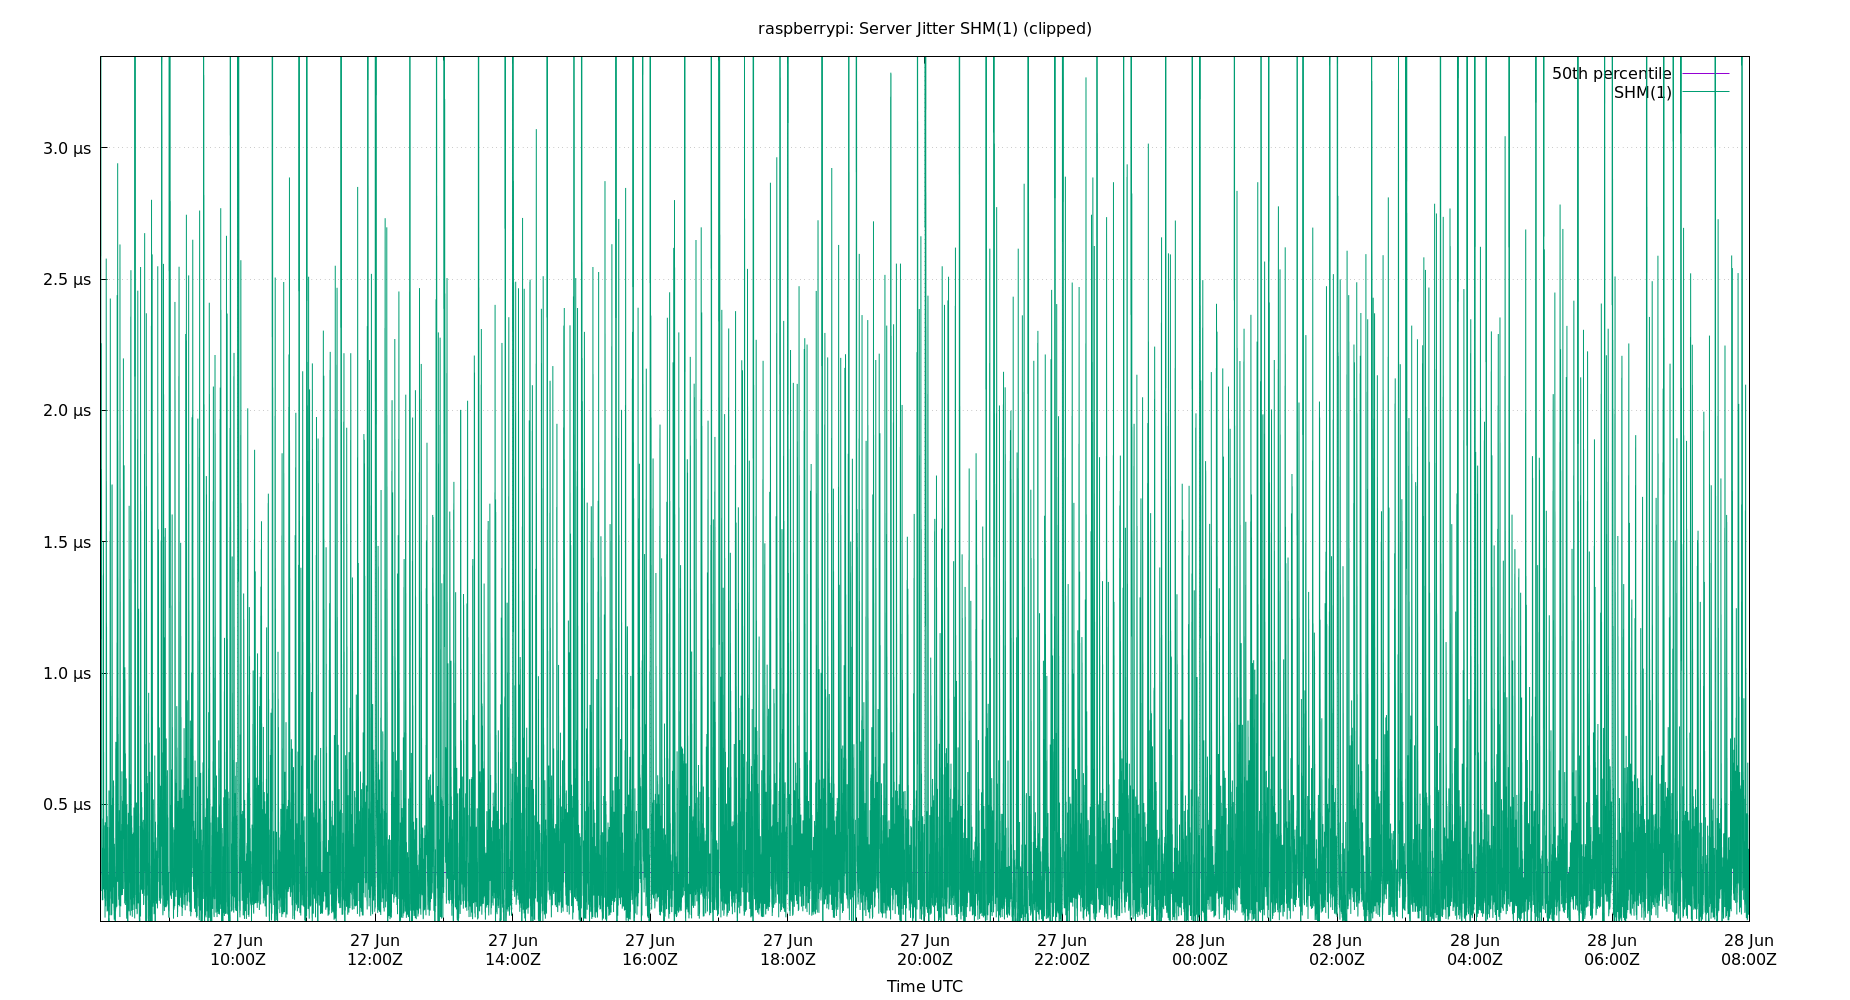 raspberrypi: Server Jitter SHM(1) (clipped)
50th percentile
SHM(1)
3.0 μs
2.5 μs
2.0 μs
1.5 μs
1.0 μs
0.5 μs
27 Jun 27 Jun 27 Jun 27 Jun 27 Jun 27 Jun 27 Jun 28 Jun 28 Jun 28 Jun 28 Jun 28 Jun
10:00Z 12:00Z 14:00Z 16:00Z 18:00Z 20:00Z 22:00Z 00:00Z 02:00Z 04:00Z 06:00Z 08:00Z
Time UTC